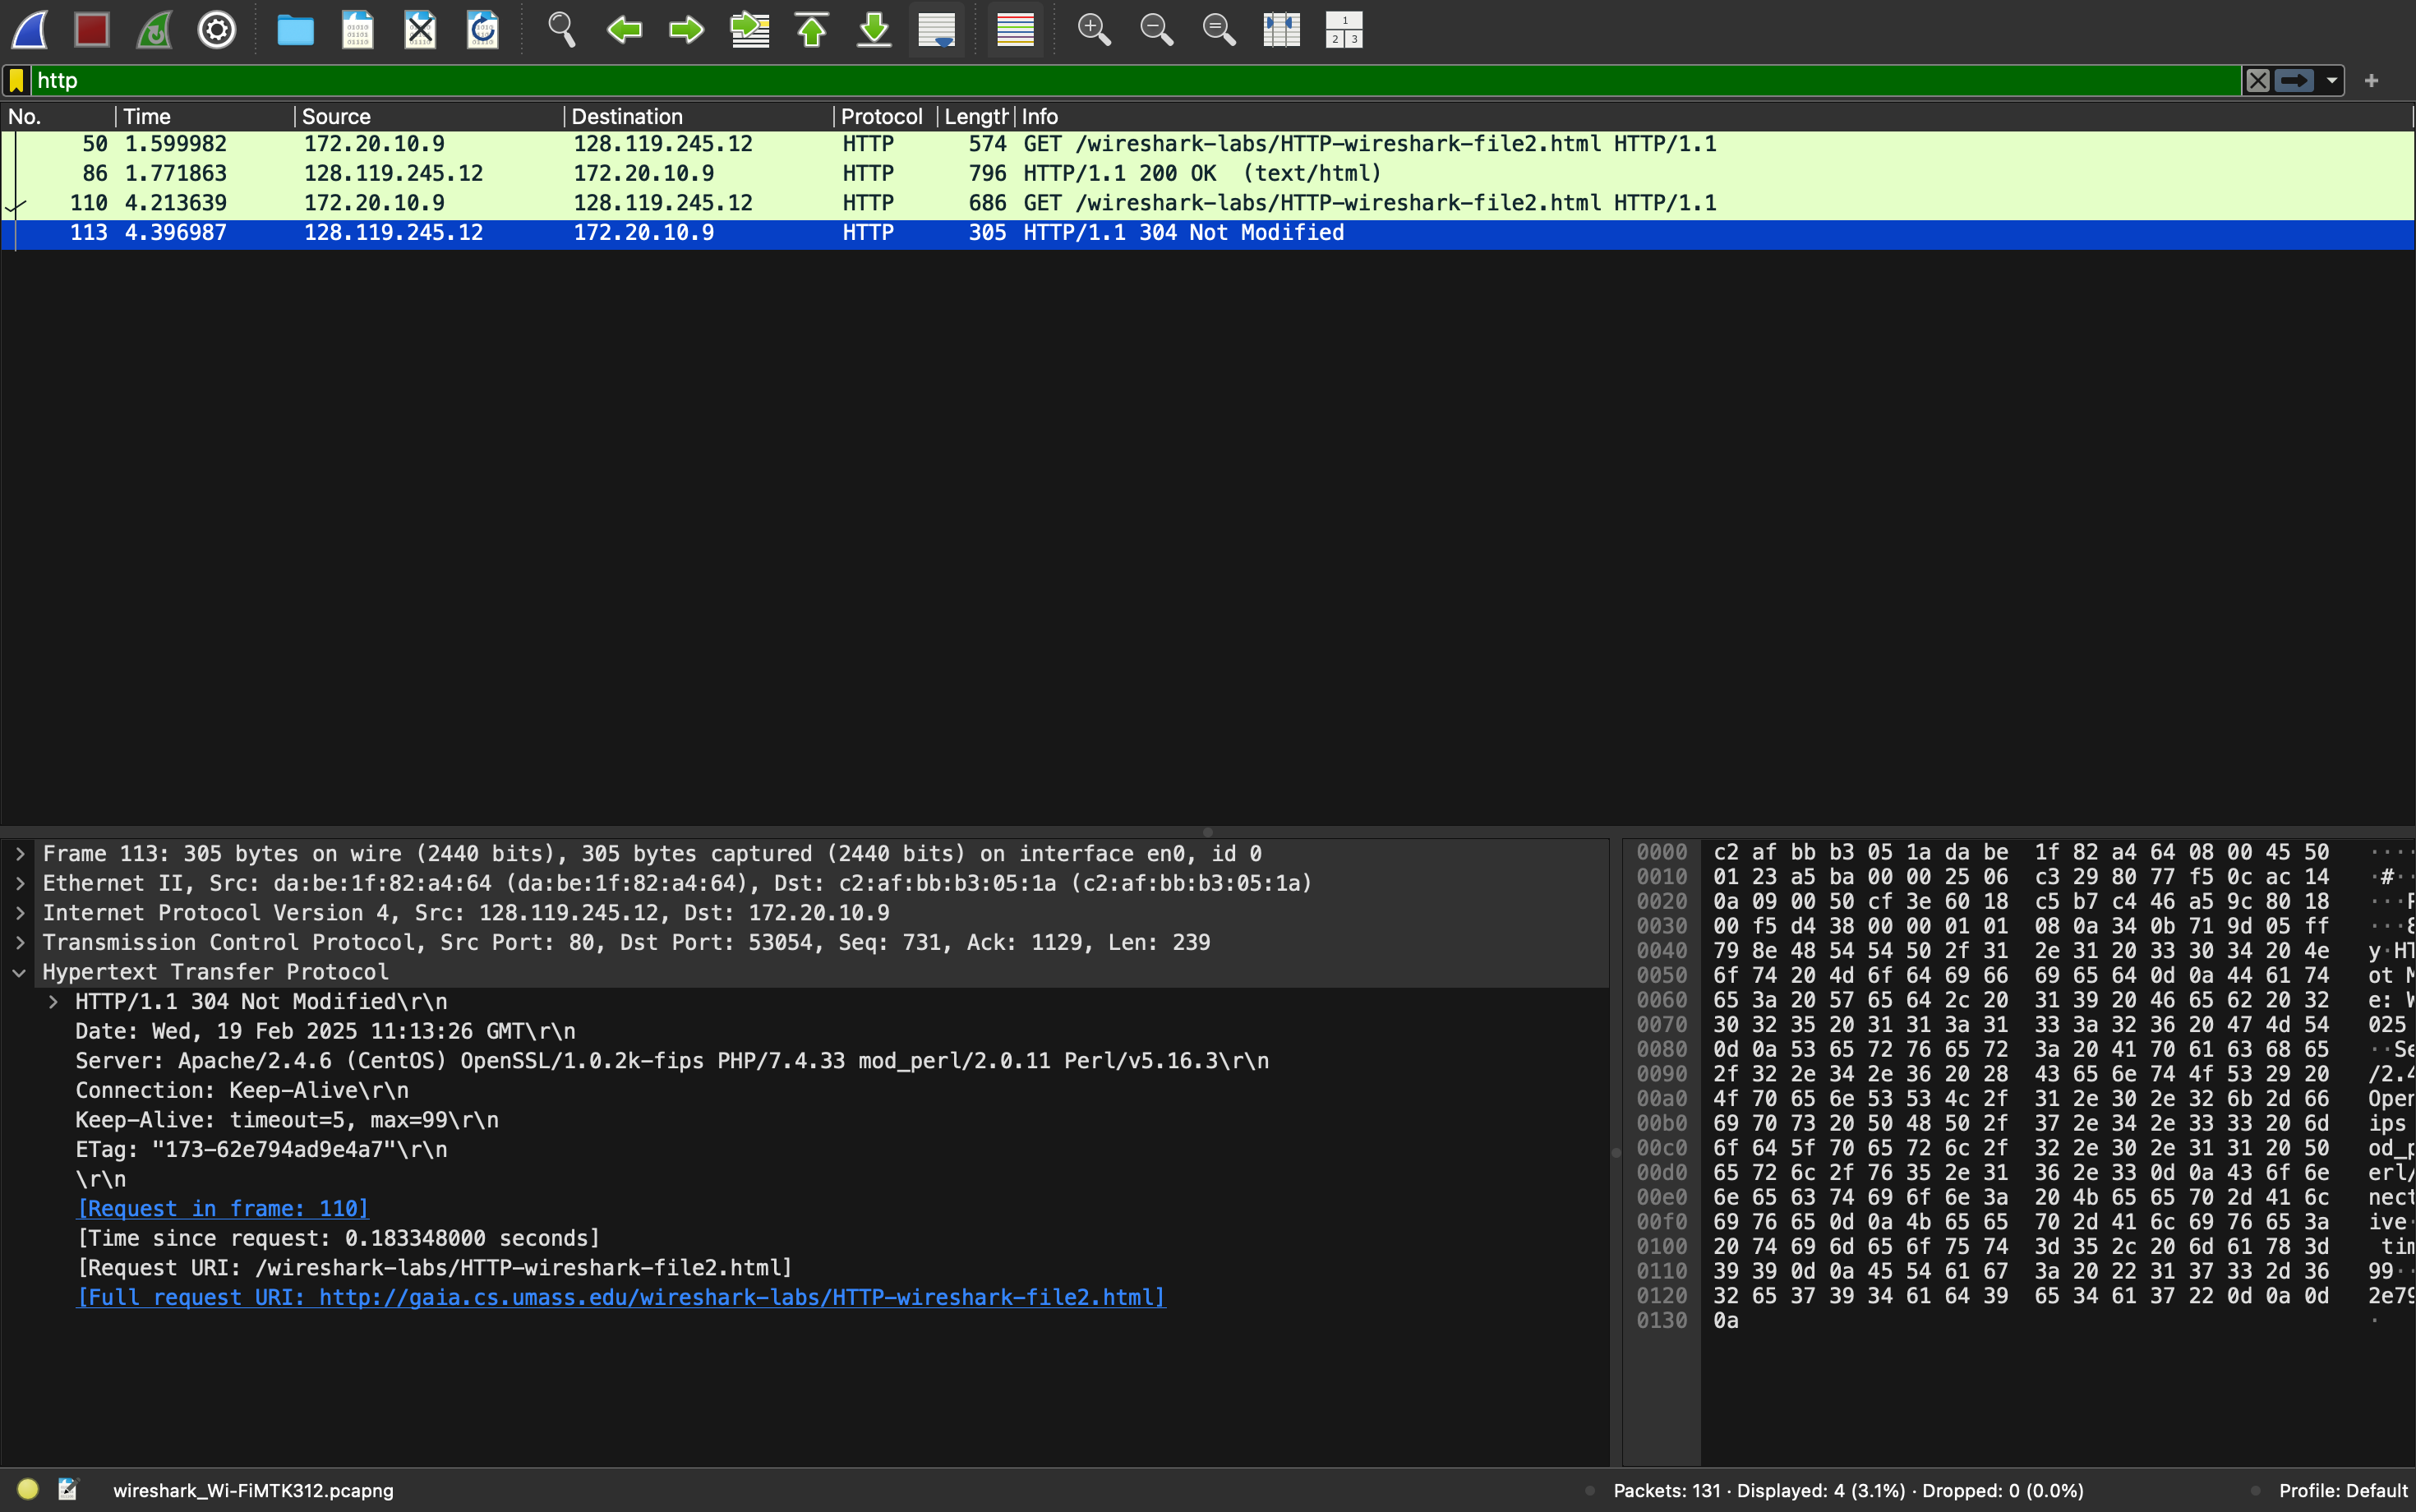 http
No. Time Source Destination Protocol Length Info
50 1.599982 172.20.10.9 128.119.245.12 HTTP 574 GET /wireshark-labs/HTTP-wireshark-file2.html HTTP/1.1
86 1.771863 128.119.245.12 172.20.10.9 HTTP 796 HTTP/1.1 200 OK (text/html)
110 4.213639 172.20.10.9 128.119.245.12 HTTP 686 GET /wireshark-labs/HTTP-wireshark-file2.html HTTP/1.1
113 4.396987 128.119.245.12 172.20.10.9 HTTP 305 HTTP/1.1 304 Not Modified
Frame 113: 305 bytes on wire (2440 bits), 305 bytes captured (2440 bits) on interface en0, id 0
Ethernet II, Src: da:be:1f:82:a4:64 (da:be:1f:82:a4:64), Dst: c2:af:bb:b3:05:1a (c2:af:bb:b3:05:1a)
Internet Protocol Version 4, Src: 128.119.245.12, Dst: 172.20.10.9
Transmission Control Protocol, Src Port: 80, Dst Port: 53054, Seq: 731, Ack: 1129, Len: 239
Hypertext Transfer Protocol
HTTP/1.1 304 Not Modified\r\n
Date: Wed, 19 Feb 2025 11:13:26 GMT\r\n
Server: Apache/2.4.6 (CentOS) OpenSSL/1.0.2k-fips PHP/7.4.33 mod_perl/2.0.11 Perl/v5.16.3\r\n
Connection: Keep-Alive\r\n
Keep-Alive: timeout=5, max=99\r\n
ETag: "173-62e794ad9e4a7"\r\n
\r\n
[Request in frame: 110]
[Time since request: 0.183348000 seconds]
[Request URI: /wireshark-labs/HTTP-wireshark-file2.html]
[Full request URI: http://gaia.cs.umass.edu/wireshark-labs/HTTP-wireshark-file2.html]
0000 c2 af bb b3 05 1a da be 1f 82 a4 64 08 00 45 50 ····
0010 01 23 a5 ba 00 00 25 06 c3 29 80 77 f5 0c ac 14 ·#··
0020 0a 09 00 50 cf 3e 60 18 c5 b7 c4 46 a5 9c 80 18 ···P
0030 00 f5 d4 38 00 00 01 01 08 0a 34 0b 71 9d 05 ff ···8
0040 79 8e 48 54 54 50 2f 31 2e 31 20 33 30 34 20 4e y·HT
0050 6f 74 20 4d 6f 64 69 66 69 65 64 0d 0a 44 61 74 ot M
0060 65 3a 20 57 65 64 2c 20 31 39 20 46 65 62 20 32 e: W
0070 30 32 35 20 31 31 3a 31 33 3a 32 36 20 47 4d 54 025
0080 0d 0a 53 65 72 76 65 72 3a 20 41 70 61 63 68 65 ··Se
0090 2f 32 2e 34 2e 36 20 28 43 65 6e 74 4f 53 29 20 /2.4
00a0 4f 70 65 6e 53 53 4c 2f 31 2e 30 2e 32 6b 2d 66 Open
00b0 69 70 73 20 50 48 50 2f 37 2e 34 2e 33 33 20 6d ips
00c0 6f 64 5f 70 65 72 6c 2f 32 2e 30 2e 31 31 20 50 od_p
00d0 65 72 6c 2f 76 35 2e 31 36 2e 33 0d 0a 43 6f 6e erl/
00e0 6e 65 63 74 69 6f 6e 3a 20 4b 65 65 70 2d 41 6c nect
00f0 69 76 65 0d 0a 4b 65 65 70 2d 41 6c 69 76 65 3a ive·
0100 20 74 69 6d 65 6f 75 74 3d 35 2c 20 6d 61 78 3d tim
0110 39 39 0d 0a 45 54 61 67 3a 20 22 31 37 33 2d 36 99··
0120 32 65 37 39 34 61 64 39 65 34 61 37 22 0d 0a 0d 2e79
0130 0a ·
wireshark_Wi-FiMTK312.pcapng Packets: 131 · Displayed: 4 (3.1%) · Dropped: 0 (0.0%) Profile: Default